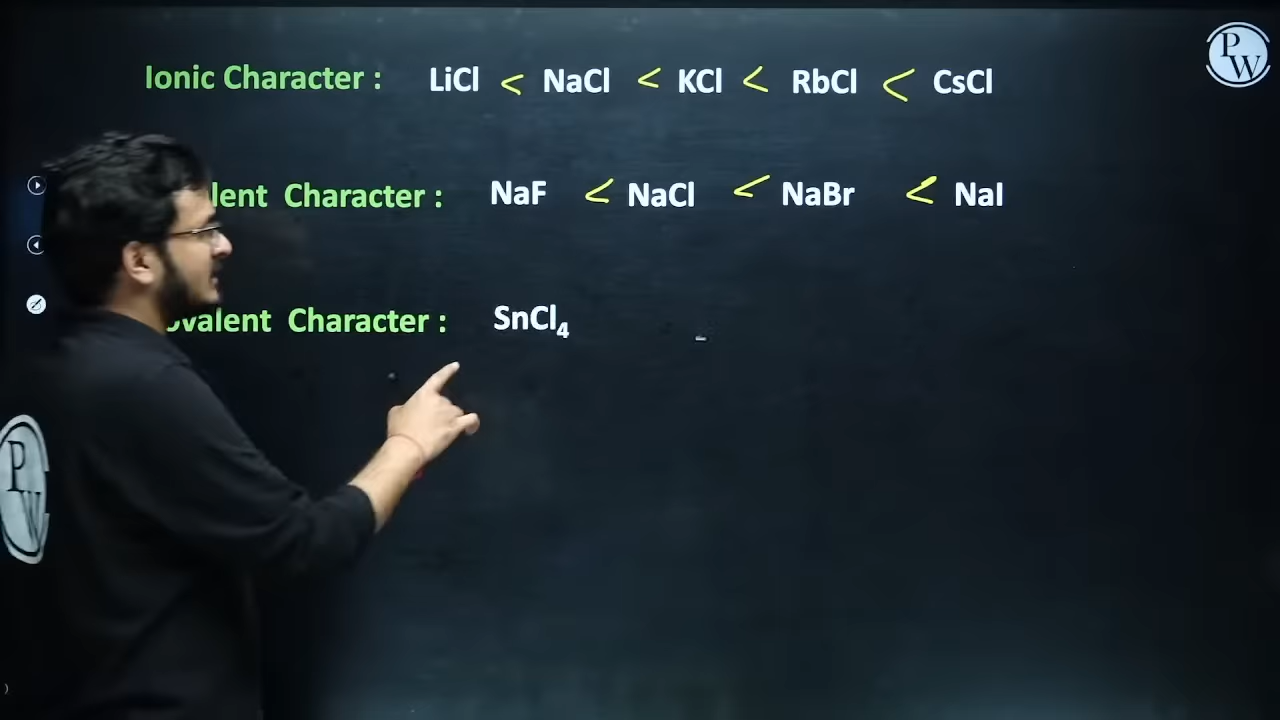 Ionic Character : LiCl < NaCl < KCl < RbCl < CsCl
PW
lent Character : NaF < NaCl < NaBr < NaI
ovalent Character : SnCl₄
PW